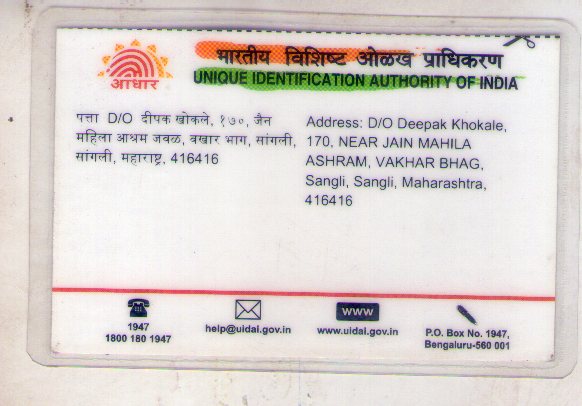 भारतीय विशिष्ट ओळख प्राधिकरण
UNIQUE IDENTIFICATION AUTHORITY OF INDIA
आधार
पत्ता D/O दीपक खोकले, १७०, जैन
महिला आश्रम जवळ, वखार भाग, सांगली,
सांगली, महाराष्ट्र, 416416
Address: D/O Deepak Khokale,
170, NEAR JAIN MAHILA
ASHRAM, VAKHAR BHAG,
Sangli, Sangli, Maharashtra,
416416
1947
1800 180 1947
help@uidal.gov.in
www
www.uidal.gov.in
P.O. Box No. 1947,
Bengaluru-560 001